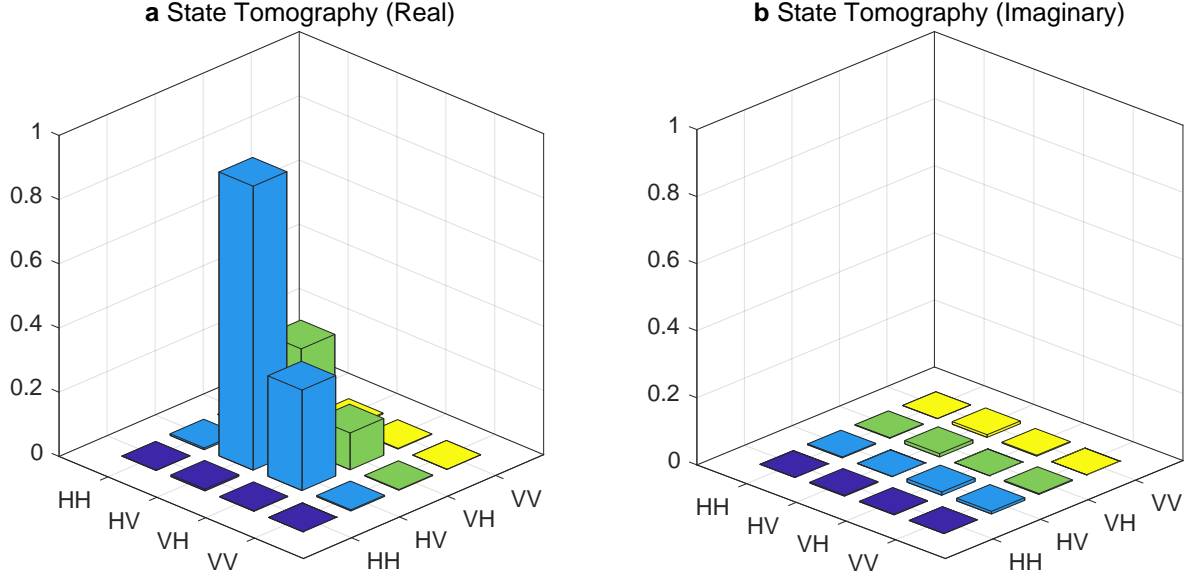 a State Tomography (Real)
1
0.8
0.6
0.4
0.2
0
HH
HV
VH
VV
HH
HV
VH
VV
b State Tomography (Imaginary)
1
0.8
0.6
0.4
0.2
0
HH
HV
VH
VV
HH
HV
VH
VV